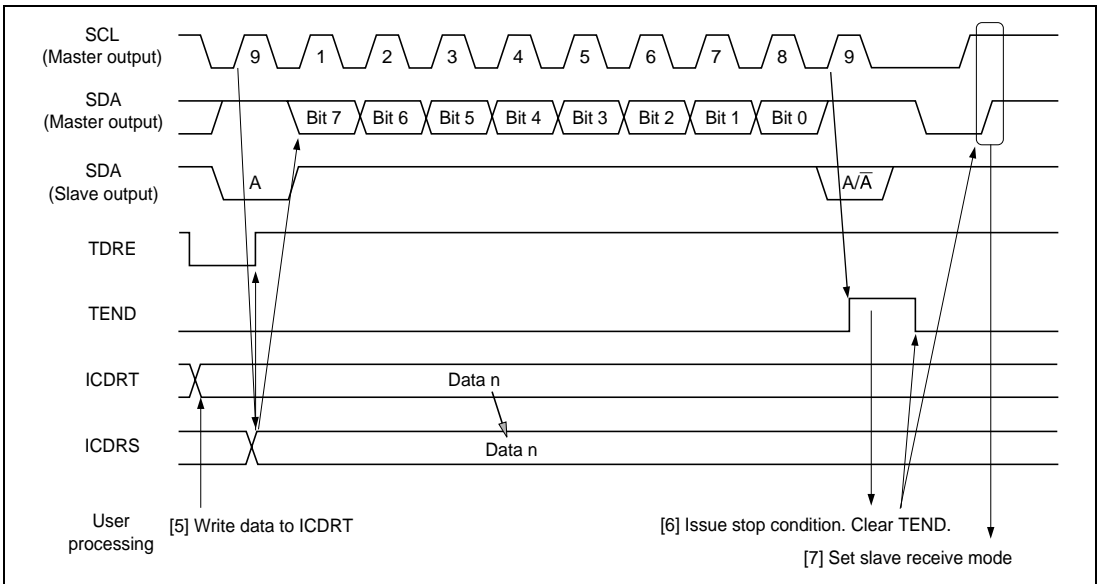 SCL
(Master output)
9 1 2 3 4 5 6 7 8 9
SDA
(Master output)
Bit 7 Bit 6 Bit 5 Bit 4 Bit 3 Bit 2 Bit 1 Bit 0
SDA
(Slave output)
A A/A̅
TDRE
TEND
ICDRT
Data n
ICDRS
Data n
User
processing
[5] Write data to ICDRT
[6] Issue stop condition. Clear TEND.
[7] Set slave receive mode